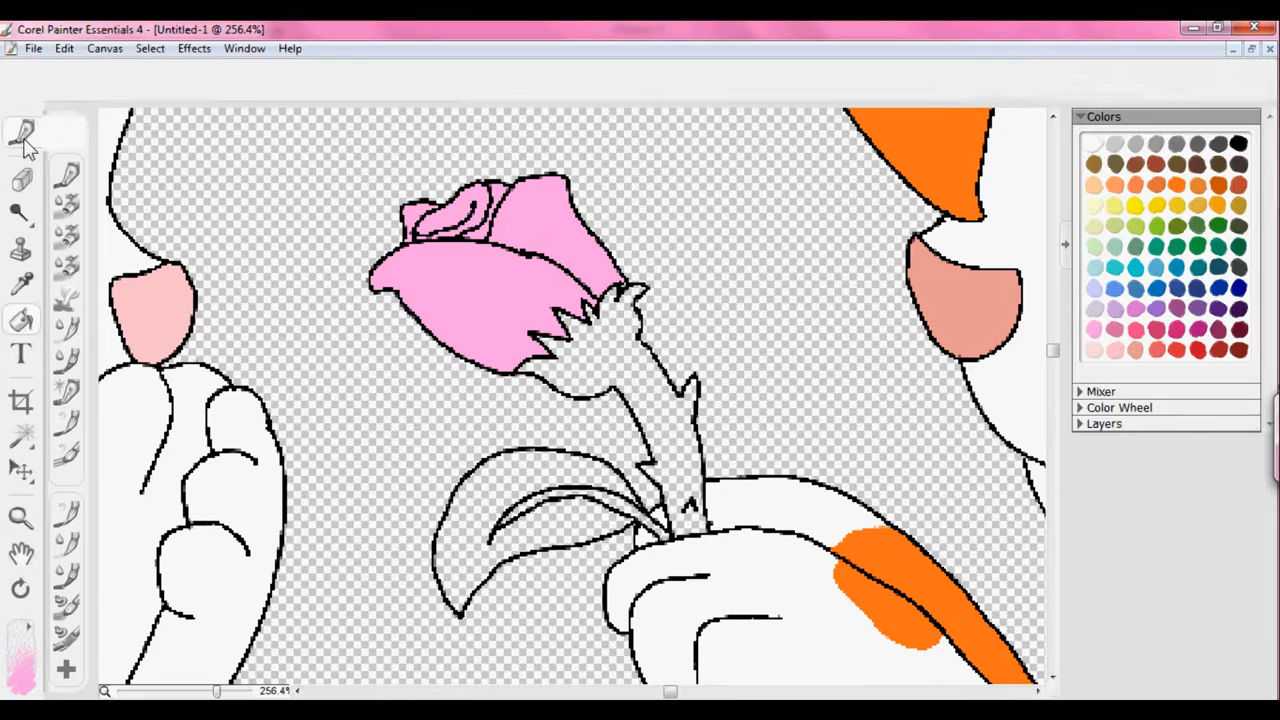 Corel Painter Essentials 4 - [Untitled-1 @ 256.4%]
File Edit Canvas Select Effects Window Help
Colors
Mixer
Color Wheel
Layers
T
256.4%